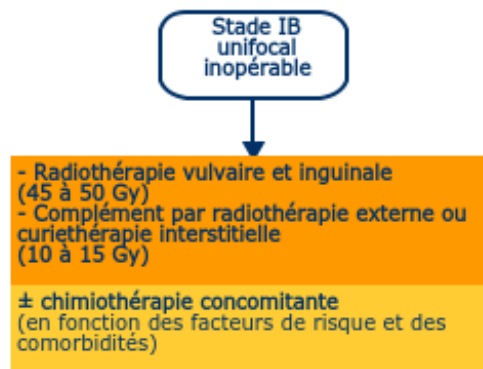 Stade IB
unifocal
inopérable
- Radiothérapie vulvaire et inguinale
(45 à 50 Gy)
- Complément par radiothérapie externe ou
curiethérapie interstitielle
(10 à 15 Gy)
± chimiothérapie concomitante
(en fonction des facteurs de risque et des
comorbidités)